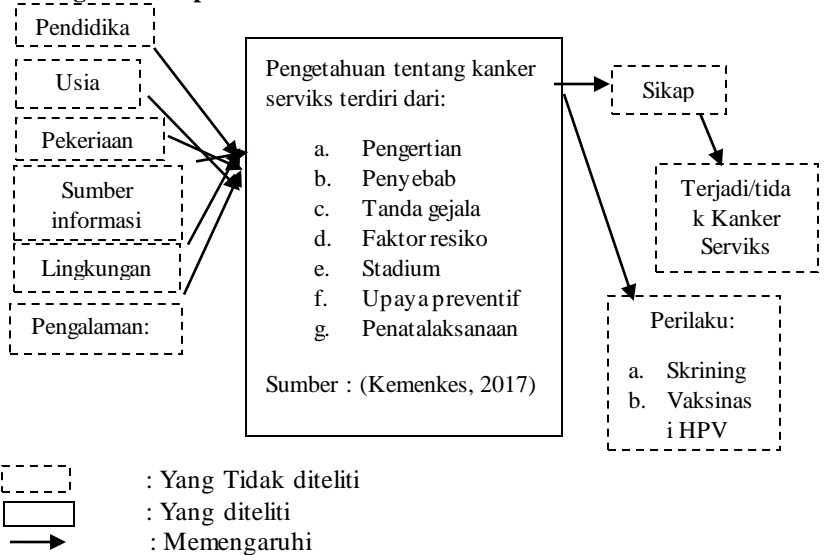 Pendidika
Usia
Pekerjaan
Sumber
informasi
Lingkungan
Pengalaman:
Pengetahuan tentang kanker
serviks terdiri dari:
a. Pengertian
b. Penyebab
c. Tanda gejala
d. Faktor resiko
e. Stadium
f. Upaya preventif
g. Penatalaksanaan
Sumber : (Kemenkes, 2017)
Sikap
Terjadi/tida
k Kanker
Serviks
Perilaku:
a. Skrining
b. Vaksinas
i HPV
: Yang Tidak diteliti
: Yang diteliti
: Memengaruhi